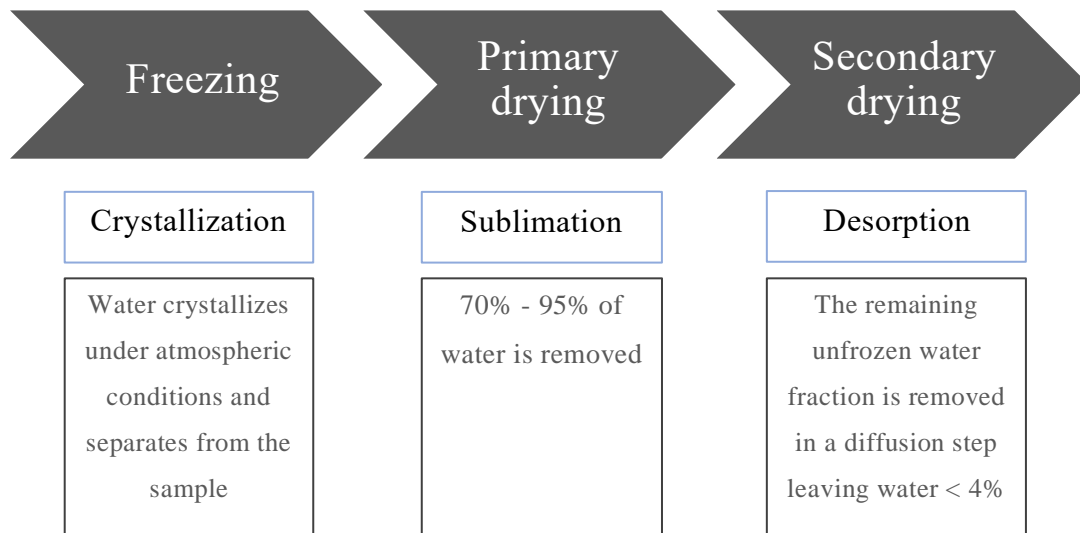 Freezing
Primary
drying
Secondary
drying
Crystallization
Sublimation
Desorption
Water crystallizes
under atmospheric
conditions and
separates from the
sample
70% - 95% of
water is removed
The remaining
unfrozen water
fraction is removed
in a diffusion step
leaving water < 4%